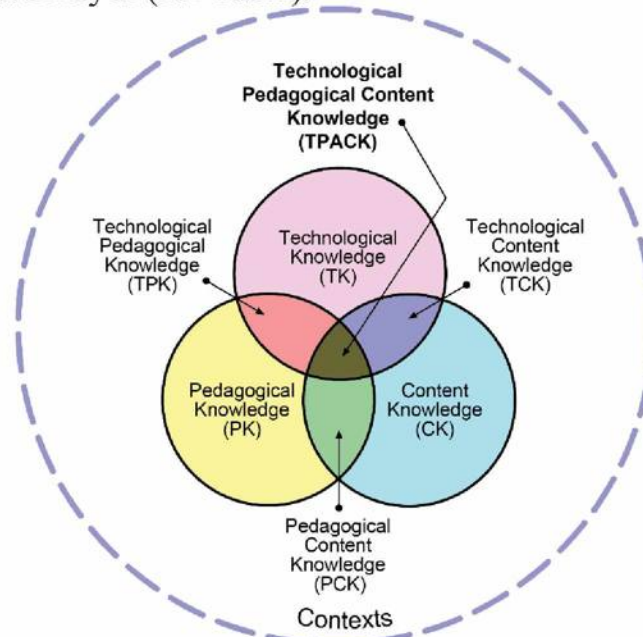 Technological
Pedagogical Content
Knowledge
(TPACK)
Technological
Pedagogical
Knowledge
(TPK)
Technological
Knowledge
(TK)
Technological
Content
Knowledge
(TCK)
Pedagogical
Knowledge
(PK)
Content
Knowledge
(CK)
Pedagogical
Content
Knowledge
(PCK)
Contexts